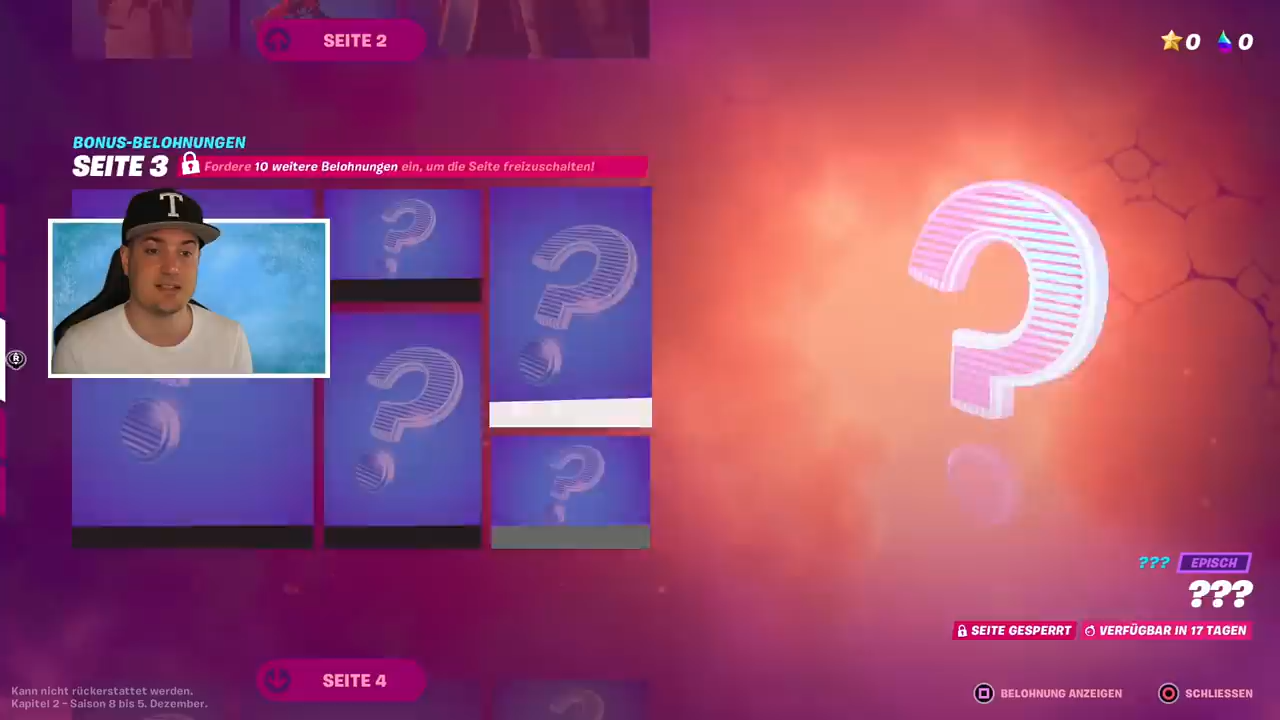 SEITE 2
0 0
BONUS-BELOHNUNGEN
SEITE 3
Fordere 10 weitere Belohnungen ein, um die Seite freizuschalten!
T
R
??? EPISCH
???
SEITE GESPERRT
VERFÜGBAR IN 17 TAGEN
SEITE 4
Kann nicht rückerstattet werden.
Kapitel 2 – Saison 8 bis 5. Dezember.
BELOHNUNG ANZEIGEN
SCHLIESSEN